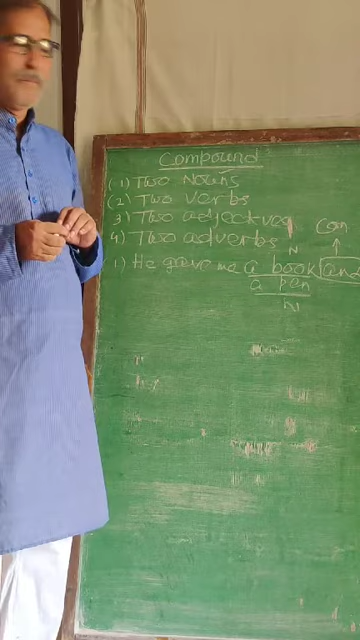 Compound
(1) Two Nouns
(2) Two verbs
3) Two adjectives
4) Two adverbs
Con
N
1) He gave me a book and
a pen
N